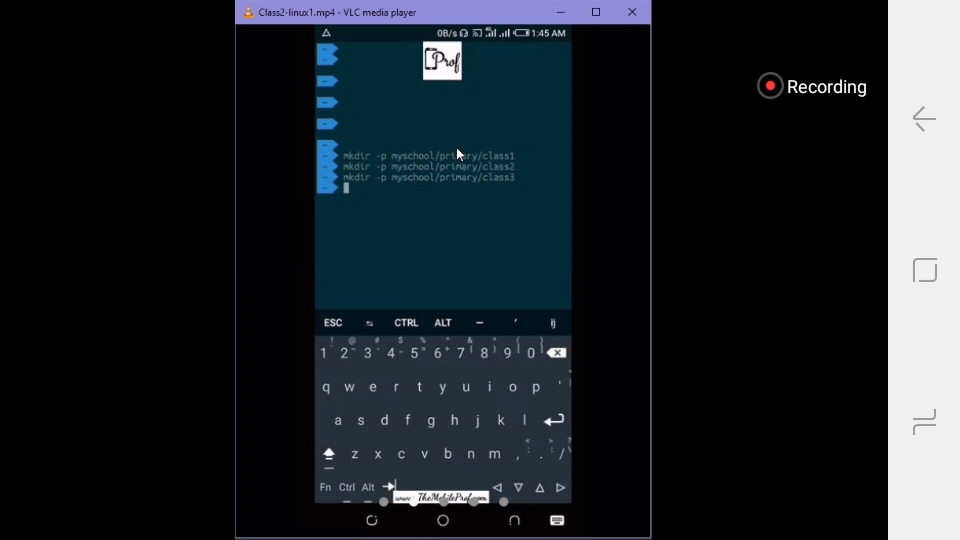 Class2-linux1.mp4 - VLC media player
0B/s 4G 1:45 AM
Prof
Recording
mkdir -p myschool/primary/class1
mkdir -p myschool/primary/class2
mkdir -p myschool/primary/class3
ESC CTRL ALT — ′ ij
! @ # $ % ^ & * ( )
1 2 3 4 5 6 7 8 9 0
~ - = + { } [ ]
q w e r t y u i o p '
a s d f g h j k l
z x c v b n m , . /
Fn Ctrl Alt
www.TheMobileProf.com